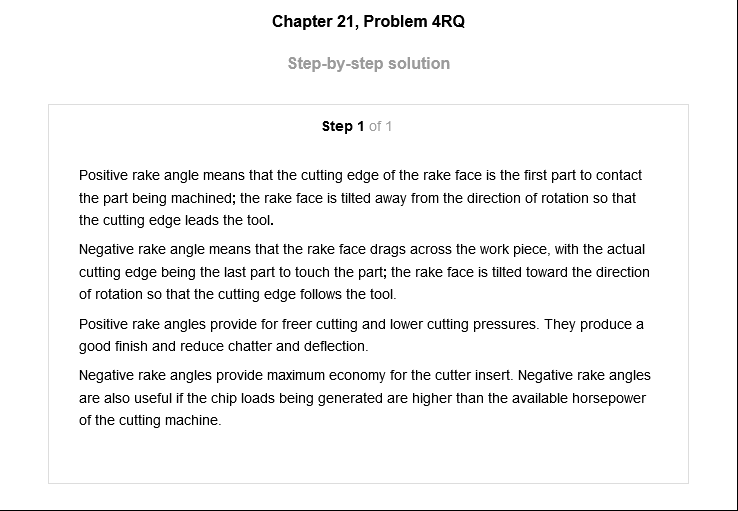 Chapter 21, Problem 4RQ
Step-by-step solution
Step 1 of 1
Positive rake angle means that the cutting edge of the rake face is the first part to contact
the part being machined; the rake face is tilted away from the direction of rotation so that
the cutting edge leads the tool.
Negative rake angle means that the rake face drags across the work piece, with the actual
cutting edge being the last part to touch the part; the rake face is tilted toward the direction
of rotation so that the cutting edge follows the tool.
Positive rake angles provide for freer cutting and lower cutting pressures. They produce a
good finish and reduce chatter and deflection.
Negative rake angles provide maximum economy for the cutter insert. Negative rake angles
are also useful if the chip loads being generated are higher than the available horsepower
of the cutting machine.